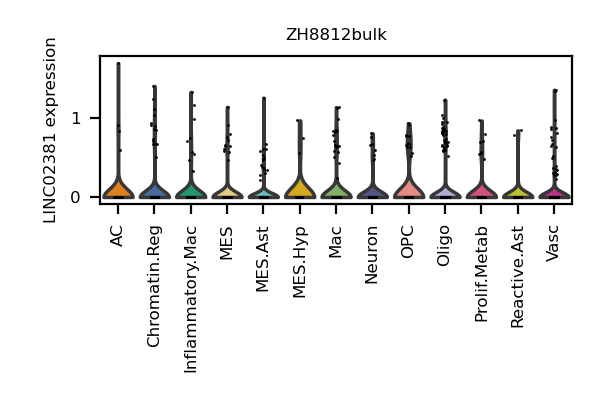 ZH8812bulk
LINC02381 expression
1
0
AC
Chromatin.Reg
Inflammatory.Mac
MES
MES.Ast
MES.Hyp
Mac
Neuron
OPC
Oligo
Prolif.Metab
Reactive.Ast
Vasc